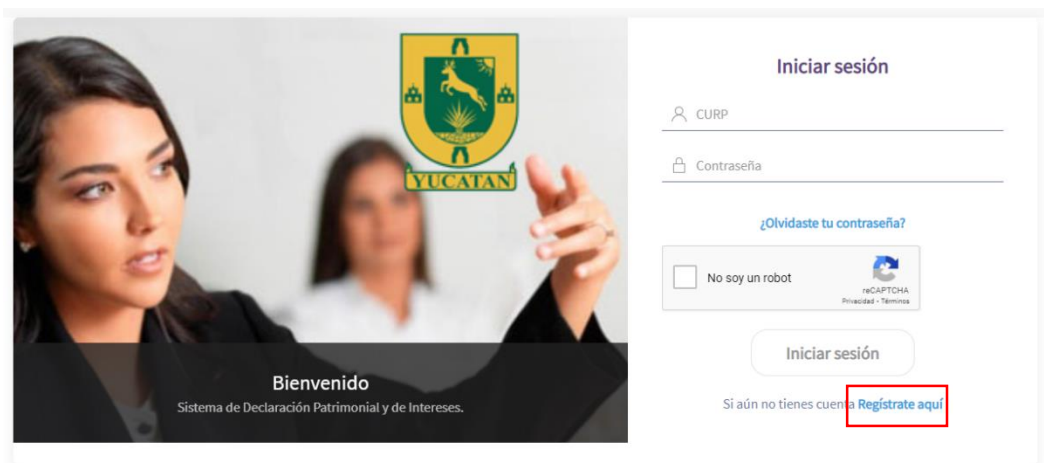 YUCATAN
Bienvenido
Sistema de Declaración Patrimonial y de Intereses.
Iniciar sesión
CURP
Contraseña
¿Olvidaste tu contraseña?
No soy un robot
reCAPTCHA
Privacidad - Términos
Iniciar sesión
Si aún no tienes cuenta Regístrate aquí